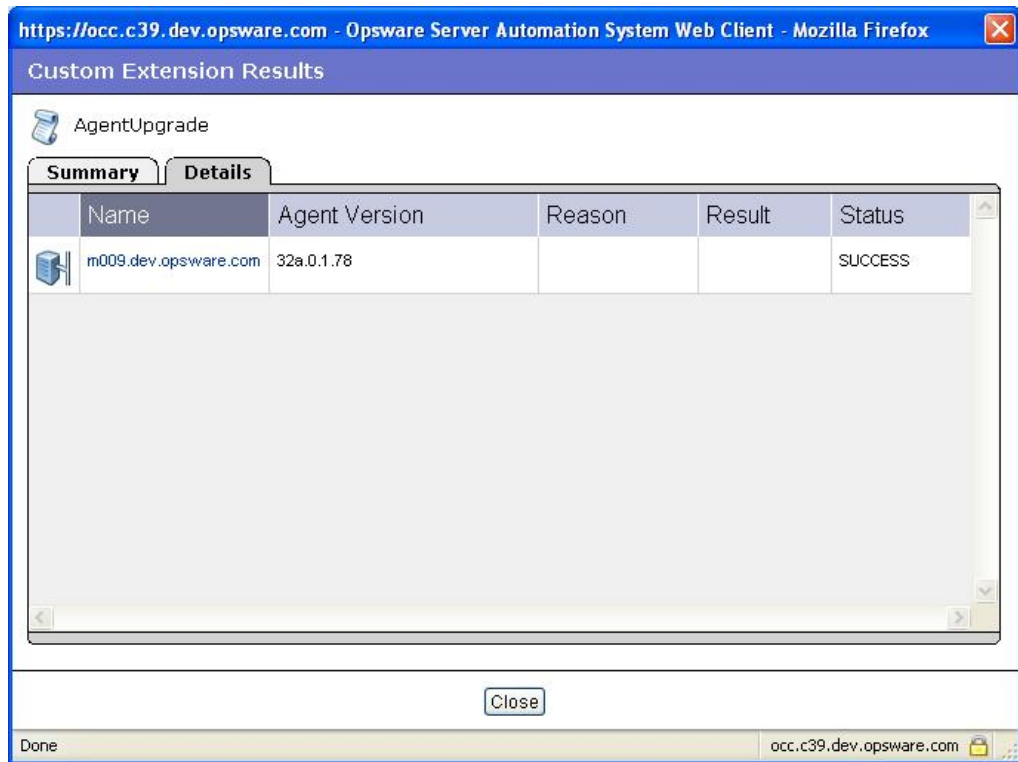 https://occ.c39.dev.opsware.com - Opsware Server Automation System Web Client - Mozilla Firefox
Custom Extension Results
AgentUpgrade
Summary Details
Name Agent Version Reason Result Status
m009.dev.opsware.com 32a.0.1.78 SUCCESS
Close
Done occ.c39.dev.opsware.com